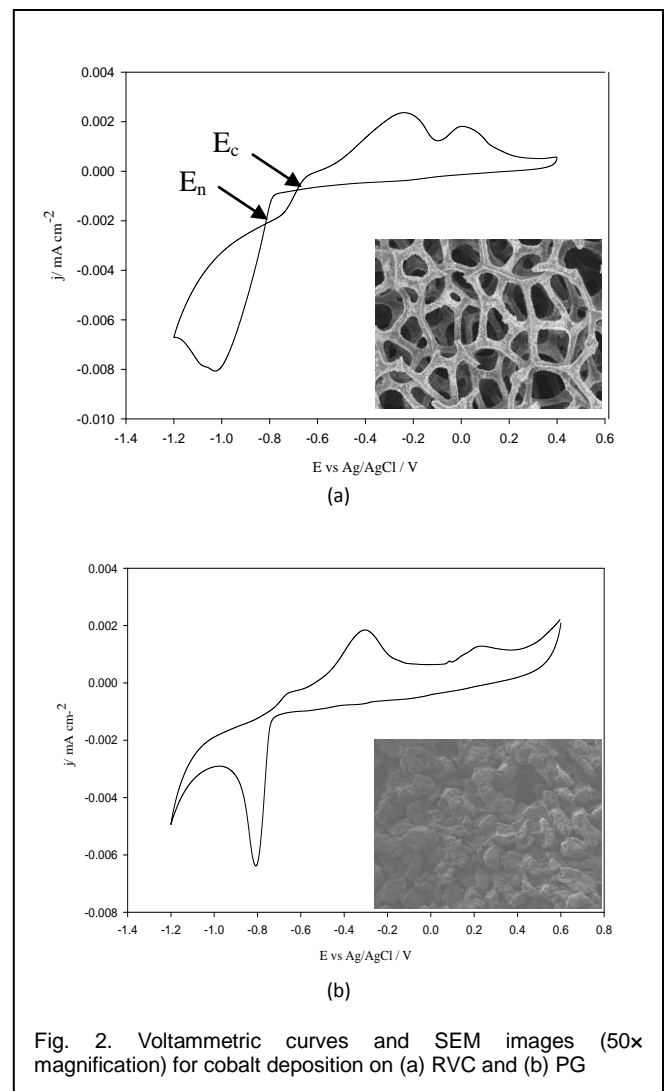 0.004
0.002
0.000
-0.002
-0.004
-0.006
-0.008
-0.010
j/ mA cm-2
E_c
E_n
-1.4 -1.2 -1.0 -0.8 -0.6 -0.4 -0.2 0.0 0.2 0.4 0.6
E vs Ag/AgCl / V
(a)
0.004
0.002
0.000
-0.002
-0.004
-0.006
-0.008
j/ mA cm-2
-1.4 -1.2 -1.0 -0.8 -0.6 -0.4 -0.2 0.0 0.2 0.4 0.6 0.8
E vs Ag/AgCl / V
(b)
Fig. 2. Voltammetric curves and SEM images (50×
magnification) for cobalt deposition on (a) RVC and (b) PG